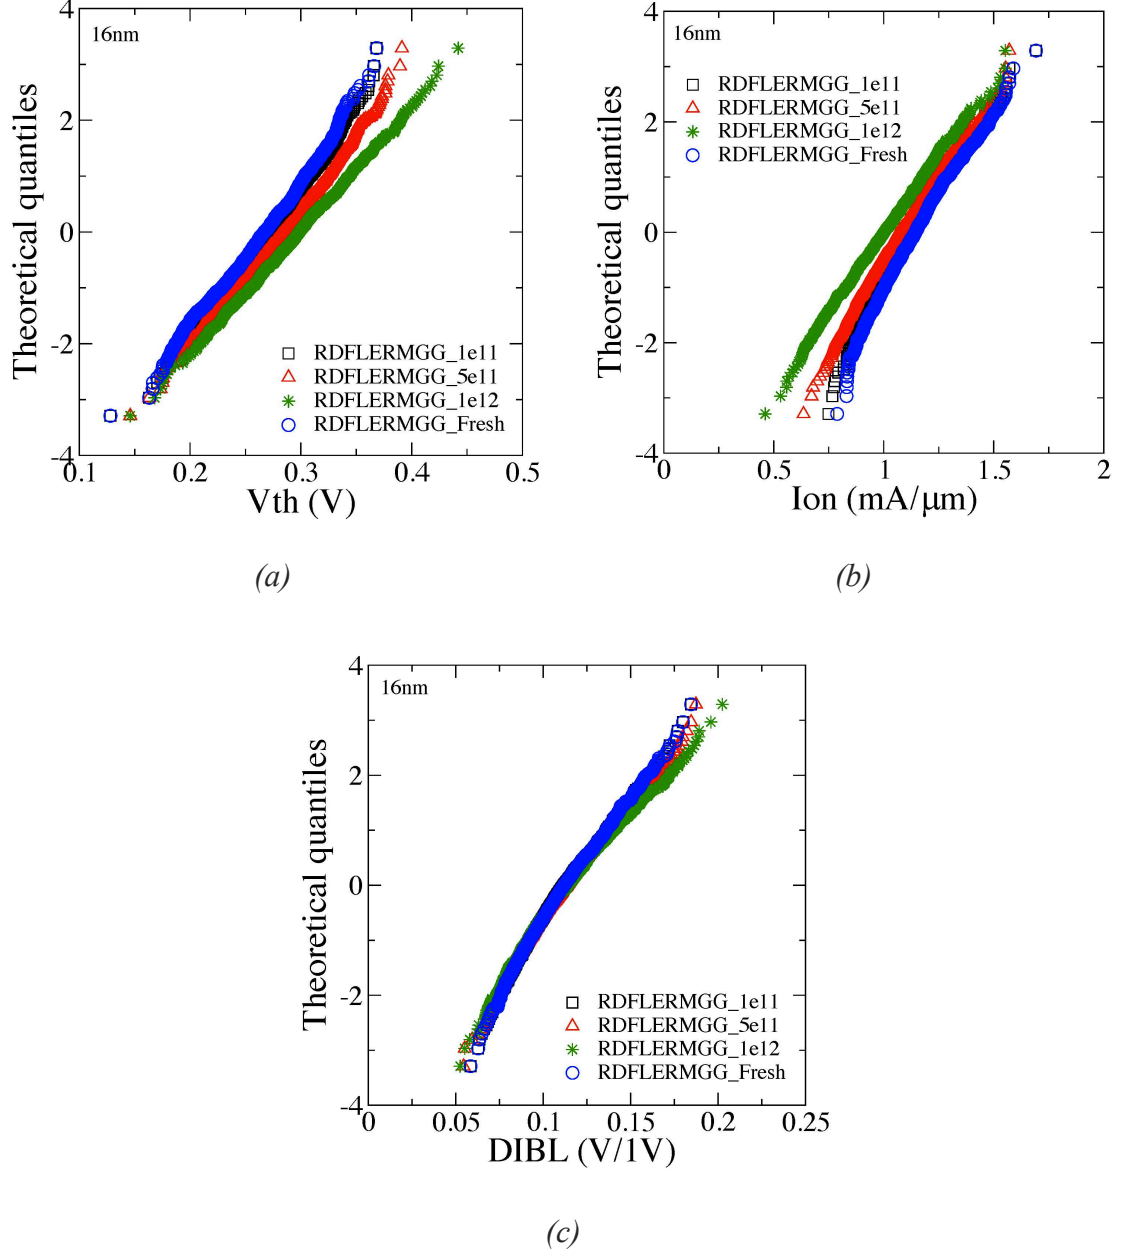 4
2
0
-2
-4
16nm
Theoretical quantiles
RDFLERMGG_1e11
RDFLERMGG_5e11
RDFLERMGG_1e12
RDFLERMGG_Fresh
0.1
0.2
0.3
0.4
0.5
Vth (V)
(a)
4
2
0
-2
-4
16nm
Theoretical quantiles
RDFLERMGG_1e11
RDFLERMGG_5e11
RDFLERMGG_1e12
RDFLERMGG_Fresh
0
0.5
1
1.5
2
Ion (mA/μm)
(b)
4
2
0
-2
-4
16nm
Theoretical quantiles
RDFLERMGG_1e11
RDFLERMGG_5e11
RDFLERMGG_1e12
RDFLERMGG_Fresh
0
0.05
0.1
0.15
0.2
0.25
DIBL (V/1V)
(c)